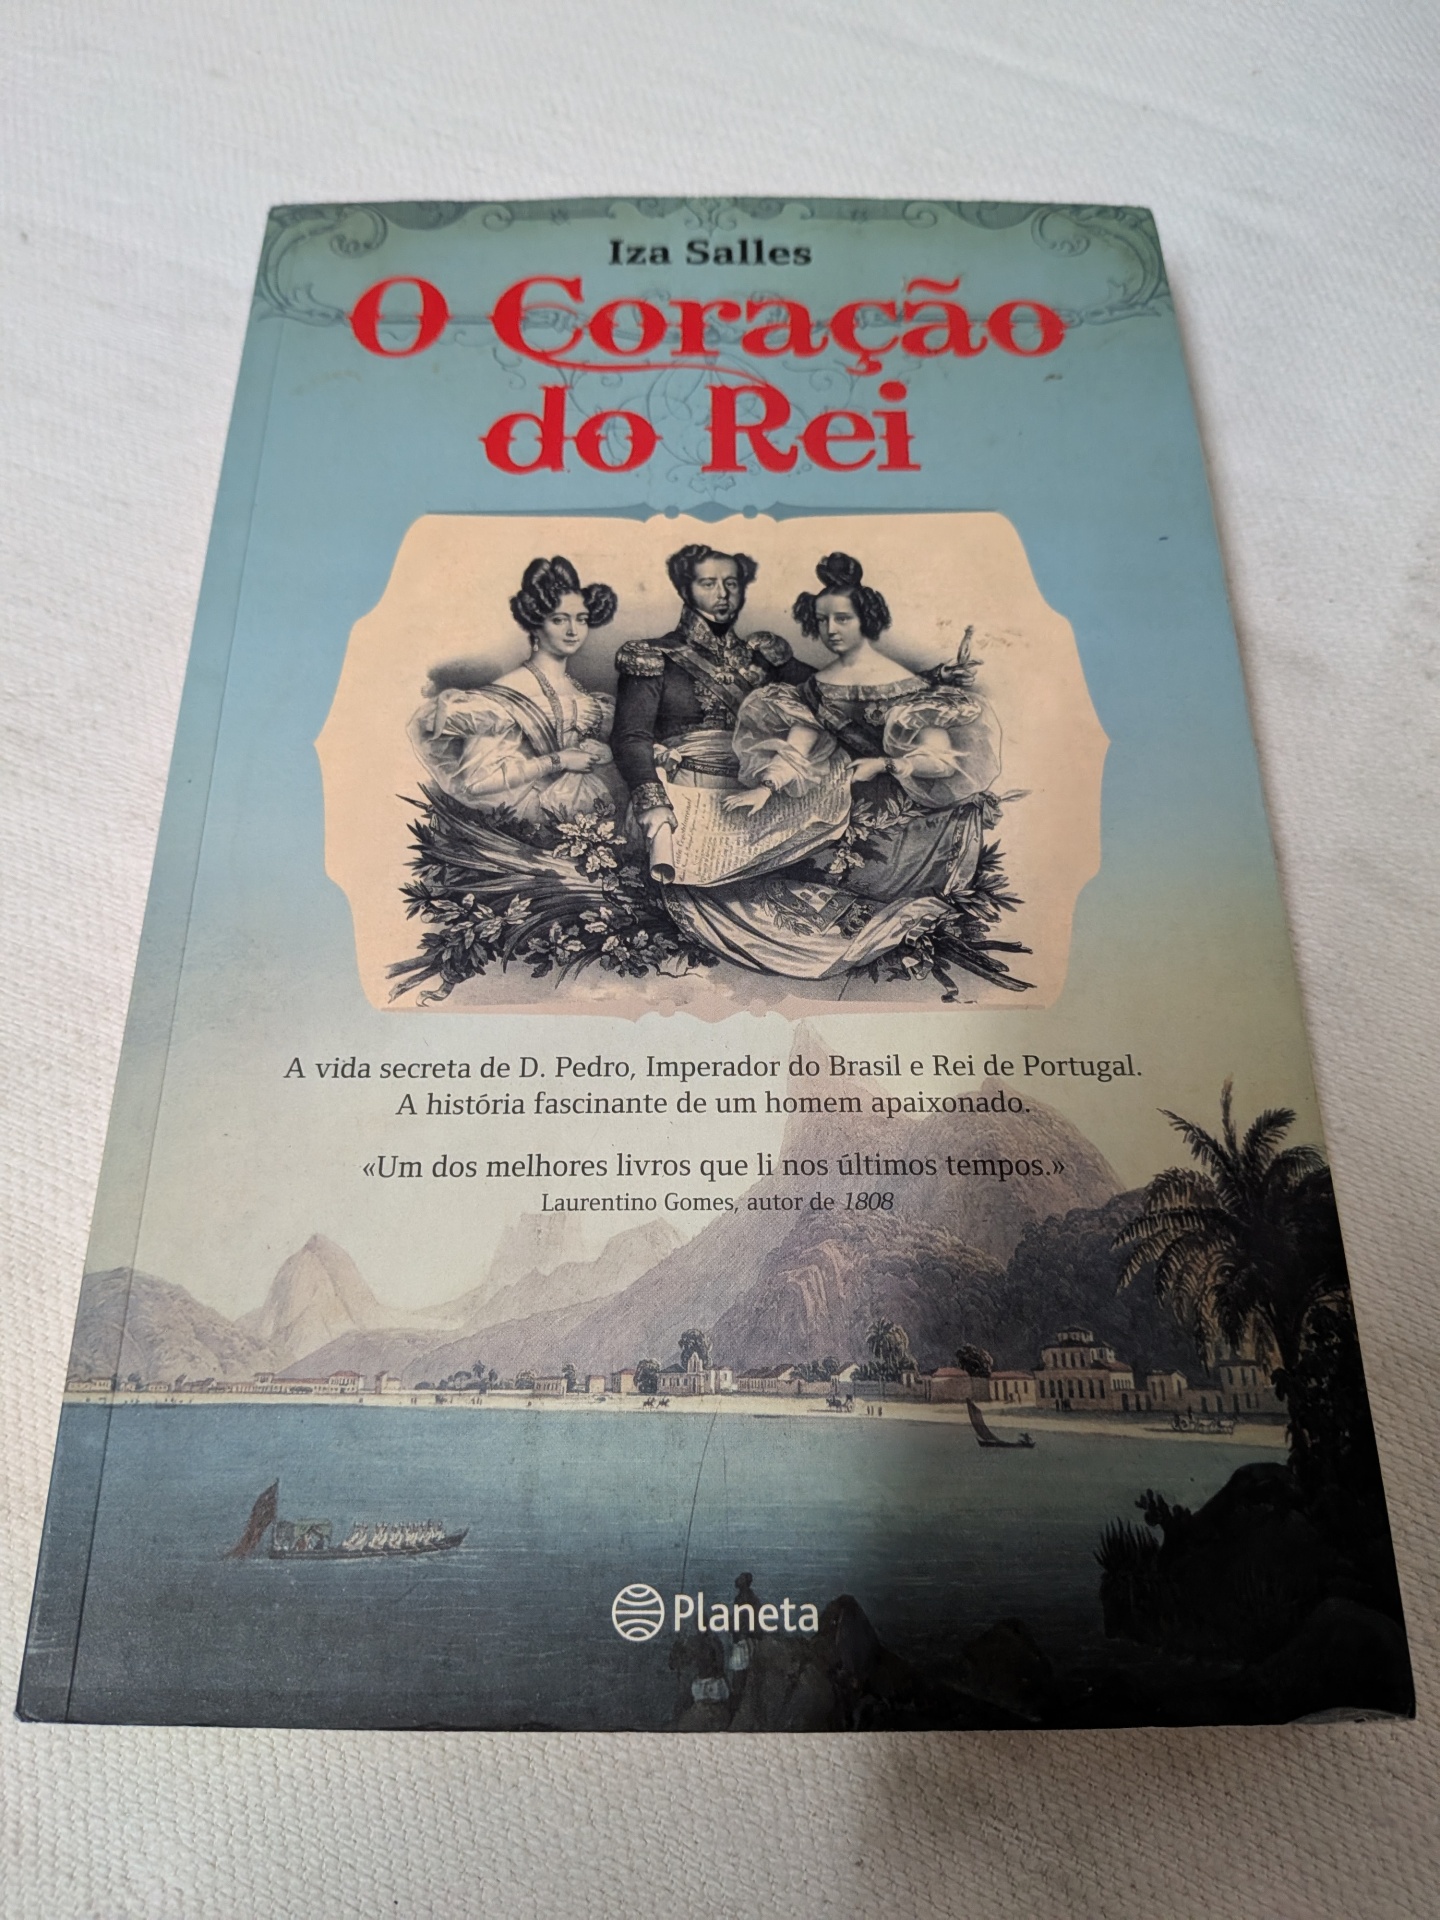 Iza Salles
O Coração
do Rei
A vida secreta de D. Pedro, Imperador do Brasil e Rei de Portugal.
A história fascinante de um homem apaixonado.
«Um dos melhores livros que li nos últimos tempos.»
Laurentino Gomes, autor de 1808
Planeta